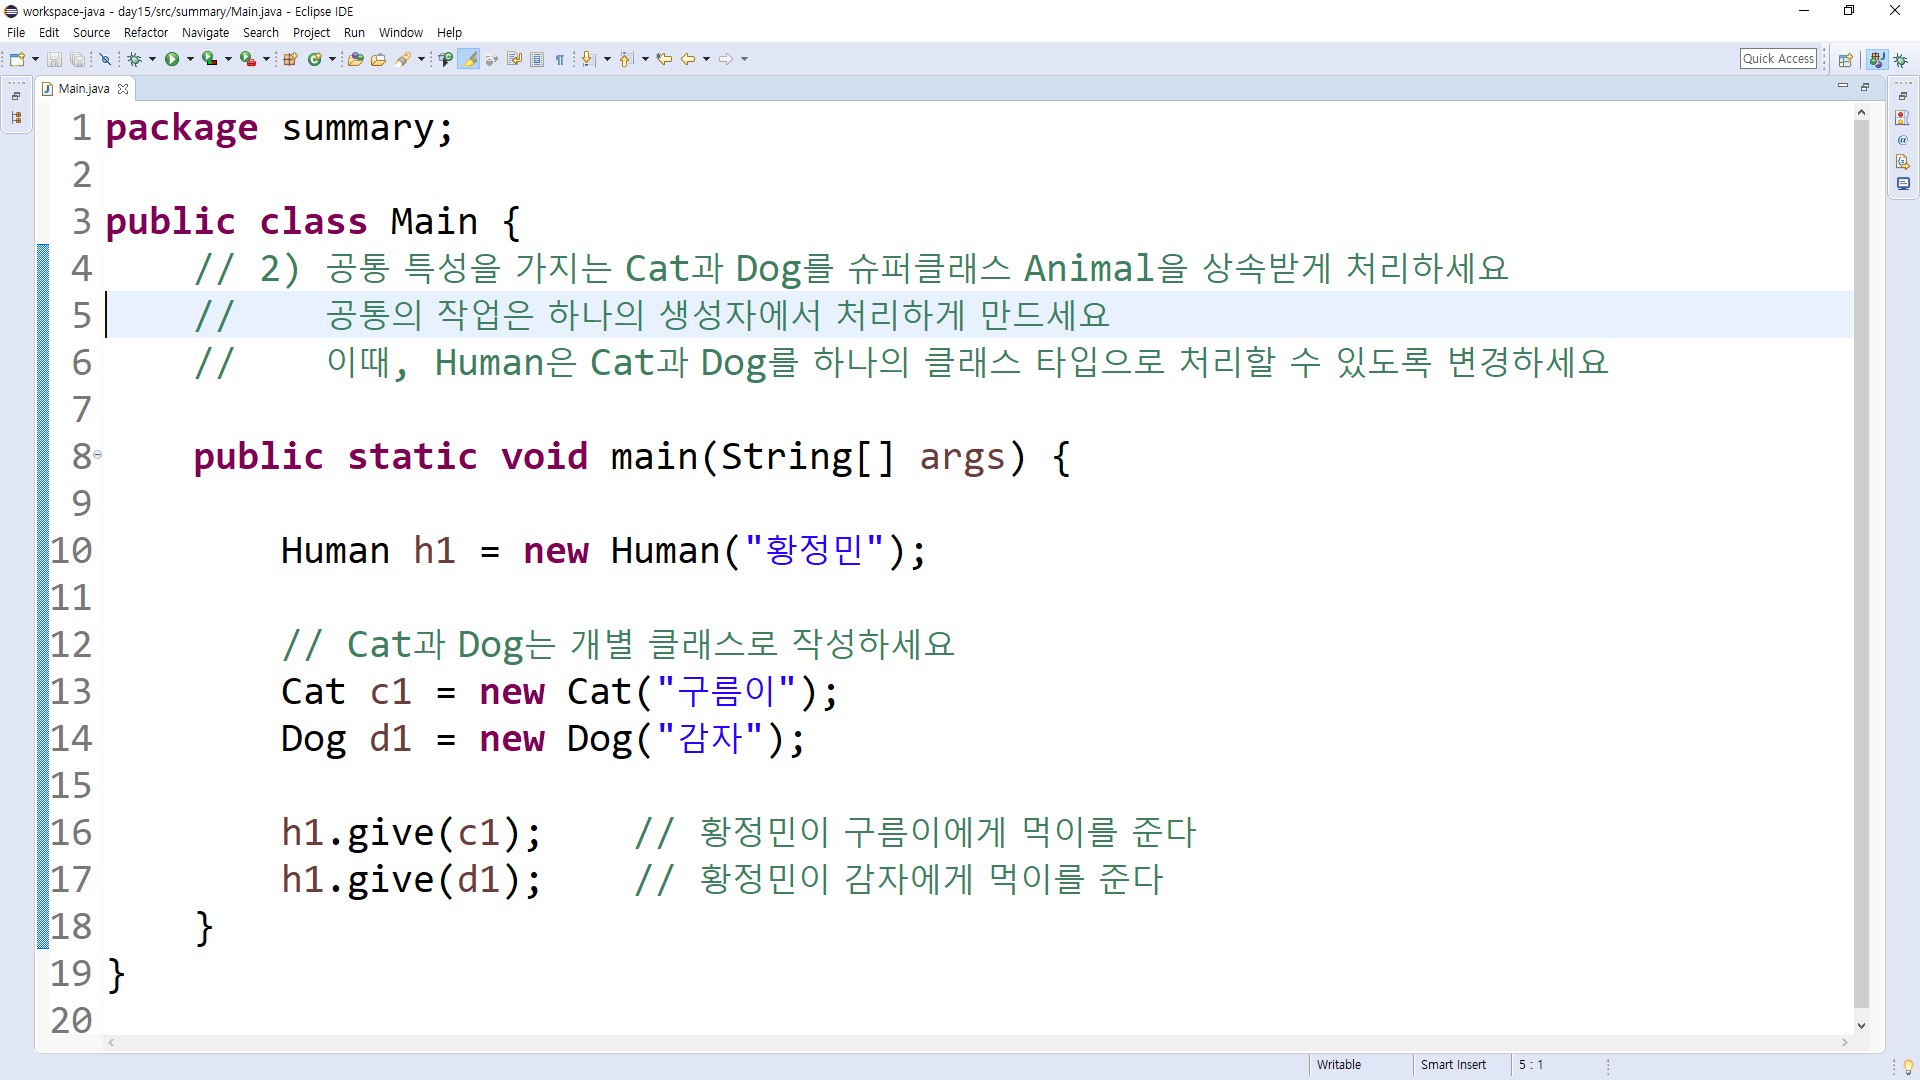 workspace-java - day15/src/summary/Main.java - Eclipse IDE
File Edit Source Refactor Navigate Search Project Run Window Help
Quick Access
Main.java
1 package summary;
2
3 public class Main {
4 // 2) 공통 특성을 가지는 Cat과 Dog를 슈퍼클래스 Animal을 상속받게 처리하세요
5 // 공통의 작업은 하나의 생성자에서 처리하게 만드세요
6 // 이때, Human은 Cat과 Dog를 하나의 클래스 타입으로 처리할 수 있도록 변경하세요
7
8 public static void main(String[] args) {
9
10 Human h1 = new Human("황정민");
11
12 // Cat과 Dog는 개별 클래스로 작성하세요
13 Cat c1 = new Cat("구름이");
14 Dog d1 = new Dog("감자");
15
16 h1.give(c1); // 황정민이 구름이에게 먹이를 준다
17 h1.give(d1); // 황정민이 감자에게 먹이를 준다
18 }
19 }
20
Writable Smart Insert 5 : 1